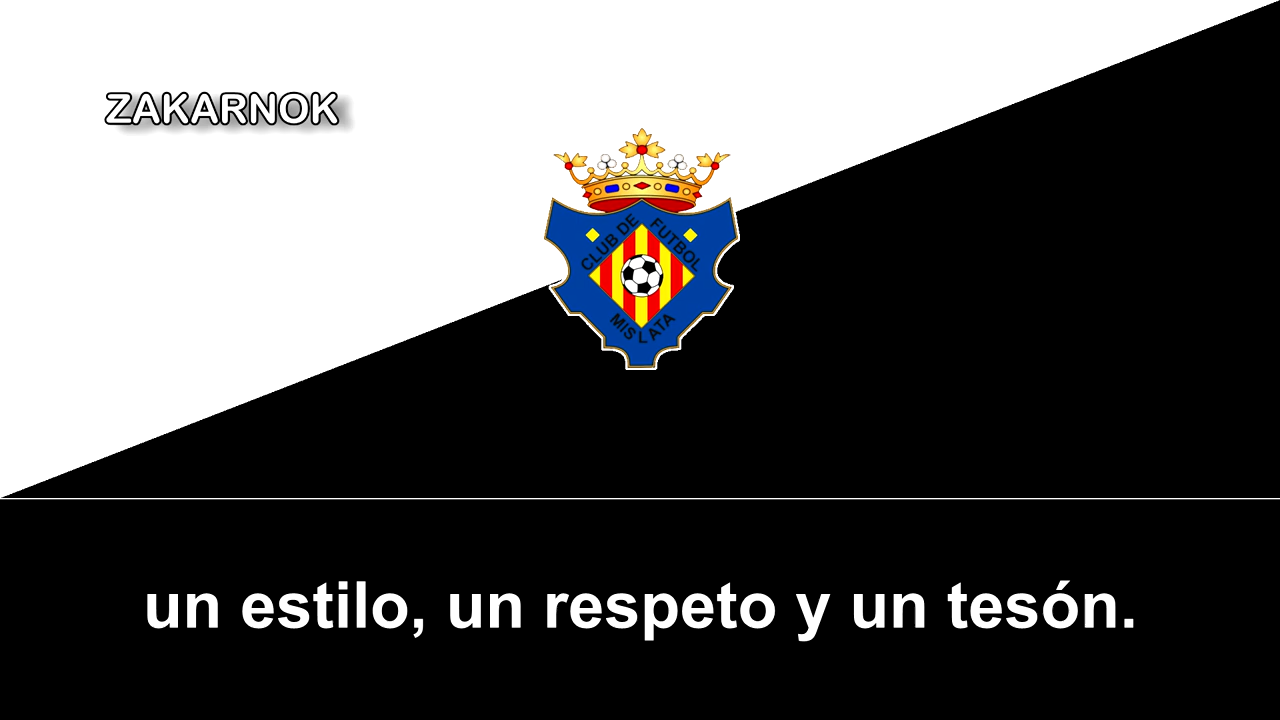 ZAKARNOK
CLUB DE FUTBOL
MISLATA
un estilo, un respeto y un tesón.